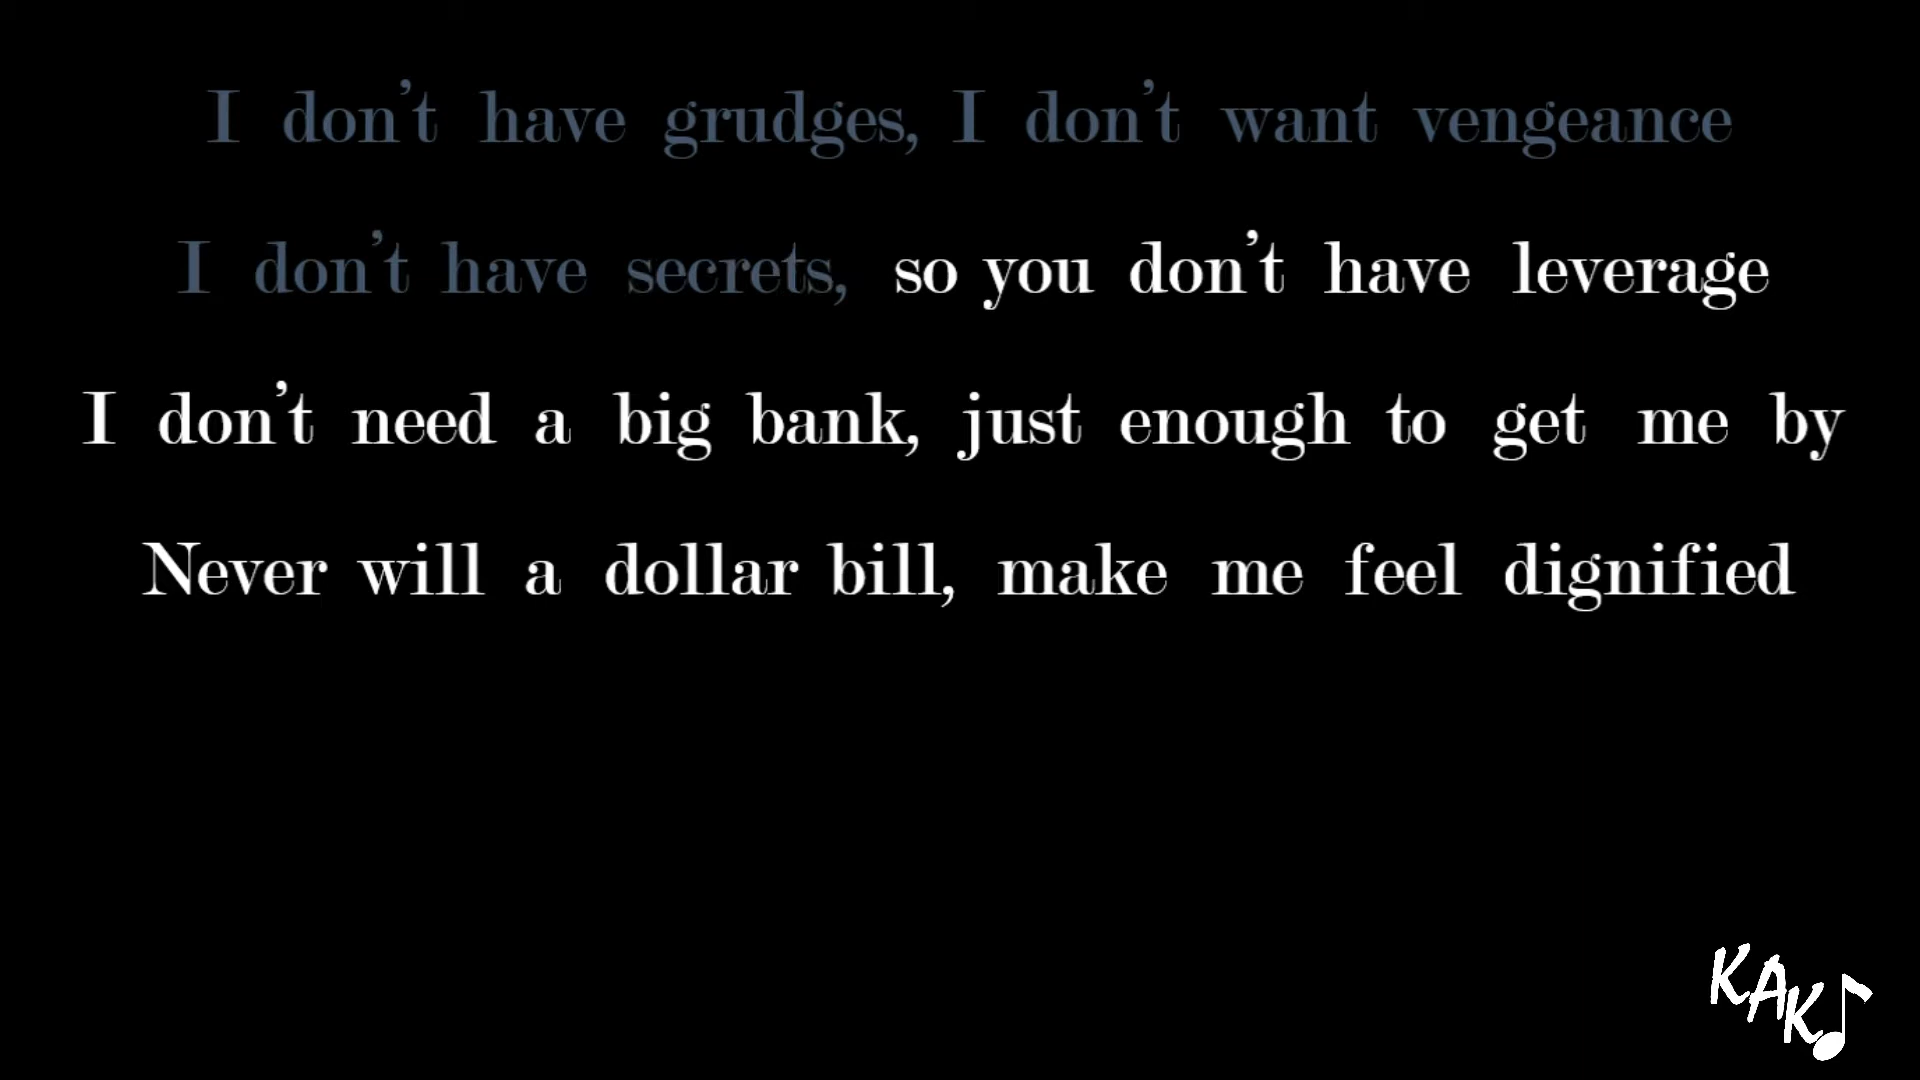 I don't have grudges, I don't want vengeance
I don't have secrets, so you don't have leverage
I don't need a big bank, just enough to get me by
Never will a dollar bill, make me feel dignified
KAK